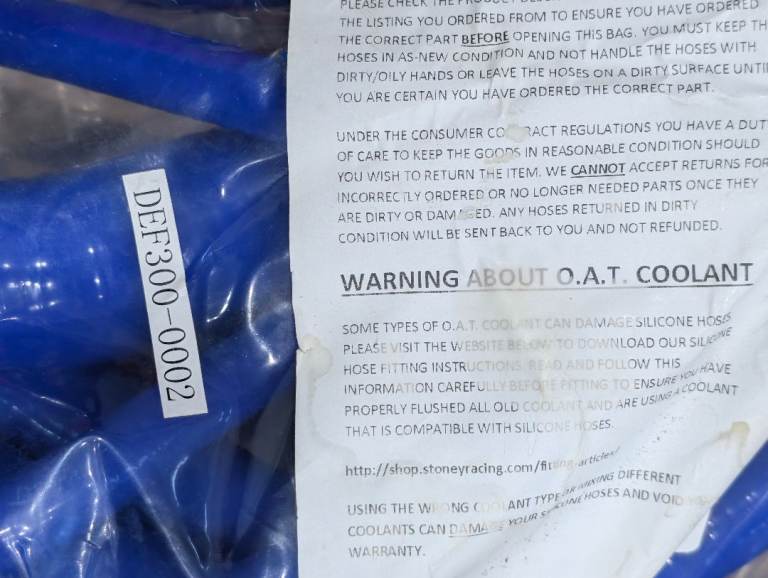 PLEASE CHECK THE PRODUCT
THE LISTING YOU ORDERED FROM TO ENSURE YOU HAVE ORDERED
THE CORRECT PART BEFORE OPENING THIS BAG. YOU MUST KEEP TH
HOSES IN AS-NEW CONDITION AND NOT HANDLE THE HOSES WITH
DIRTY/OILY HANDS OR LEAVE THE HOSES ON A DIRTY SURFACE UNTI
YOU ARE CERTAIN YOU HAVE ORDERED THE CORRECT PART.
UNDER THE CONSUMER CO RACT REGULATIONS YOU HAVE A DUT
OF CARE TO KEEP THE GOODS IN REASONABLE CONDITION SHOULD
YOU WISH TO RETURN THE ITEM. WE CANNOT ACCEPT RETURNS FOR
INCORRECTLY ORDERED OR NO LONGER NEEDED PARTS ONCE THEY
ARE DIRTY OR DAMAGED. ANY HOSES RETURNED IN DIRTY
CONDITION WILL BE SENT BACK TO YOU AND NOT REFUNDED.
WARNING ABOUT O.A.T. COOLANT
SOME TYPES OF O.A.T. COOLANT CAN DAMAGE SILICONE HOSES
PLEASE VISIT THE WEBSITE BELOW TO DOWNLOAD OUR SILICONE
HOSE FITTING INSTRUCTIONS. READ AND FOLLOW THIS
INFORMATION CAREFULLY BEFORE FITTING TO ENSURE YOU HAVE
PROPERLY FLUSHED ALL OLD COOLANT AND ARE USING A COOLANT
THAT IS COMPATIBLE WITH SILICONE HOSES.
http://shop.stoneyracing.com/fitting-articles/
USING THE WRONG COOLANT TYPE OR MIXING DIFFERENT
COOLANTS CAN DAMAGE YOUR SILICONE HOSES AND VOID
WARRANTY.
DEF300-0002